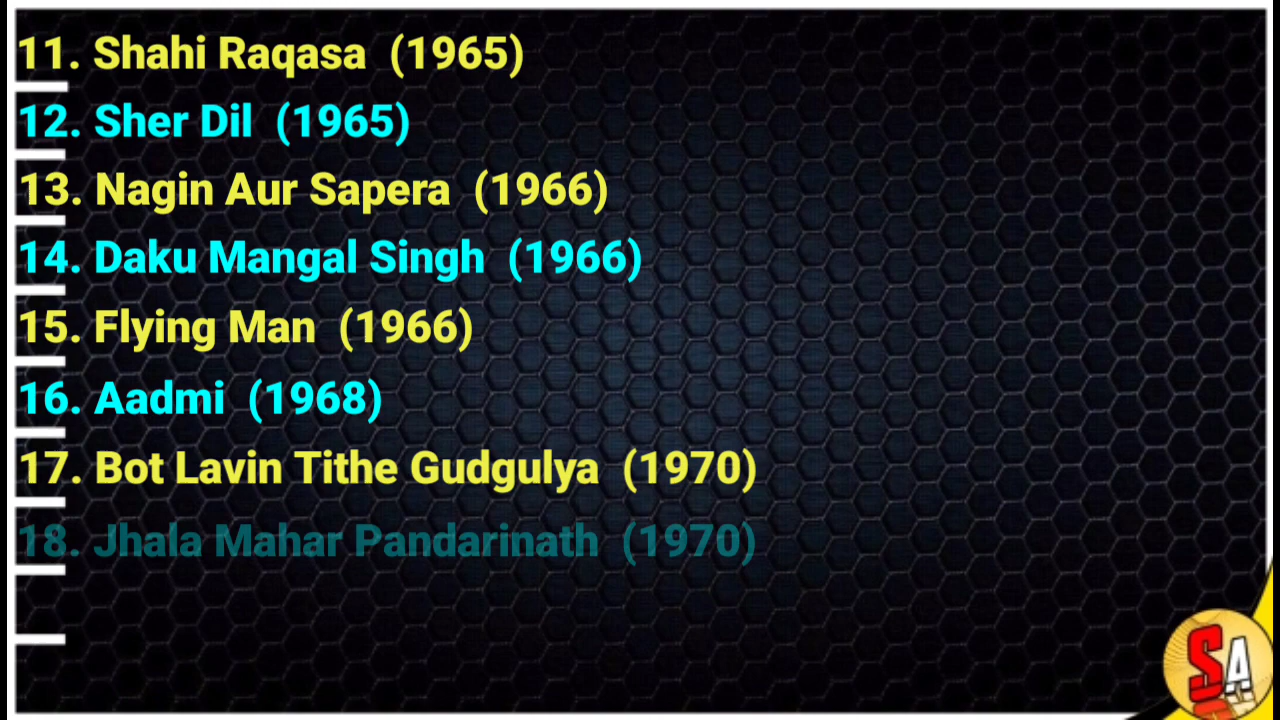 11. Shahi Raqasa (1965)
12. Sher Dil (1965)
13. Nagin Aur Sapera (1966)
14. Daku Mangal Singh (1966)
15. Flying Man (1966)
16. Aadmi (1968)
17. Bot Lavin Tithe Gudgulya (1970)
18. Jhala Mahar Pandarinath (1970)
SA